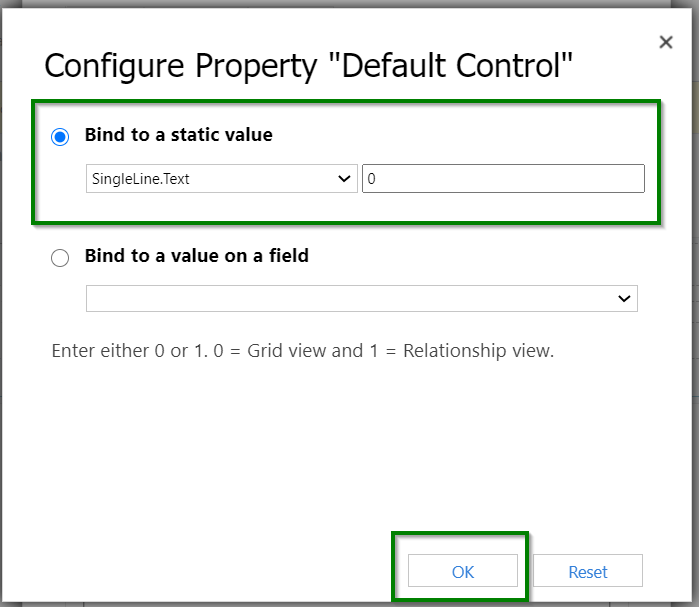 Configure Property "Default Control"
Bind to a static value
SingleLine.Text 0
Bind to a value on a field
Enter either 0 or 1. 0 = Grid view and 1 = Relationship view.
OK Reset